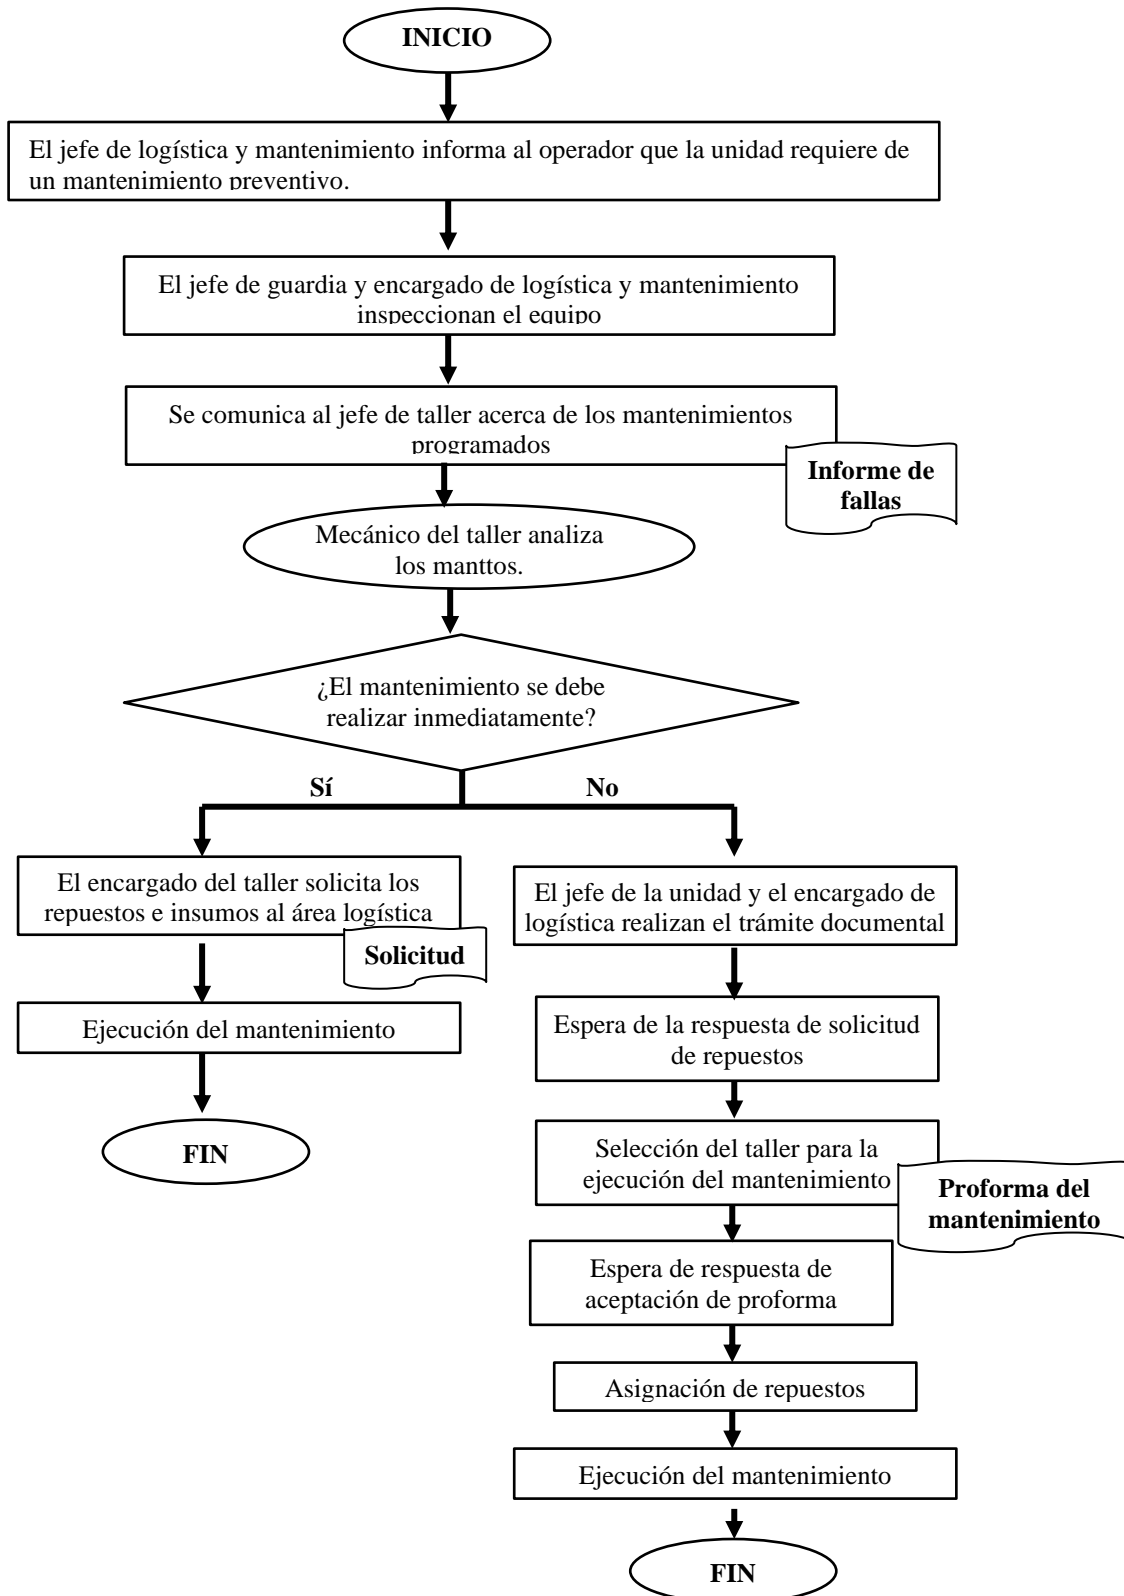 INICIO
El jefe de logística y mantenimiento informa al operador que la unidad requiere de
un mantenimiento preventivo.
El jefe de guardia y encargado de logística y mantenimiento
inspeccionan el equipo
Se comunica al jefe de taller acerca de los mantenimientos
programados
Informe de
fallas
Mecánico del taller analiza
los manttos.
¿El mantenimiento se debe
realizar inmediatamente?
Sí
No
El encargado del taller solicita los
repuestos e insumos al área logística
Solicitud
Ejecución del mantenimiento
FIN
El jefe de la unidad y el encargado de
logística realizan el trámite documental
Espera de la respuesta de solicitud
de repuestos
Selección del taller para la
ejecución del mantenimiento
Proforma del
mantenimiento
Espera de respuesta de
aceptación de proforma
Asignación de repuestos
Ejecución del mantenimiento
FIN